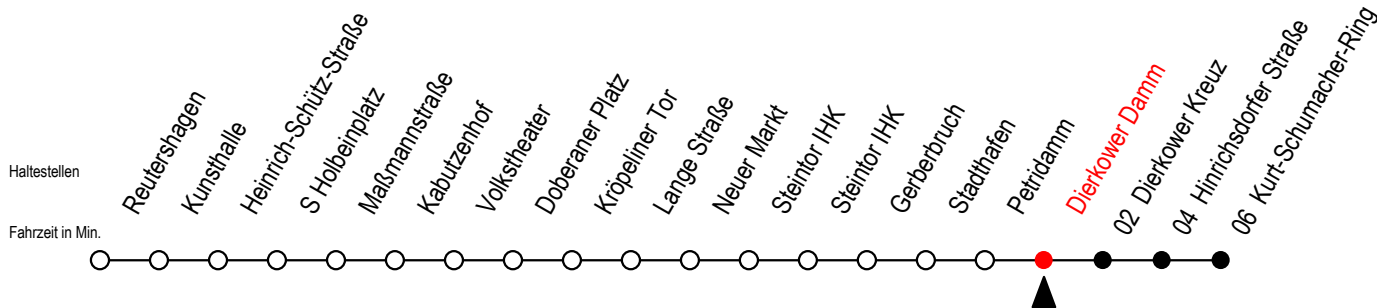 Haltestellen
Fahrzeit in Min.
Reutershagen
Kunsthalle
Heinrich-Schütz-Straße
S Holbeinplatz
Maßmannstraße
Kabutzenhof
Volkstheater
Doberaner Platz
Kröpeliner Tor
Lange Straße
Neuer Markt
Steintor IHK
Steintor IHK
Gerberbruch
Stadthafen
Petridamm
Dierkower Damm
02 Dierkower Kreuz
04 Hinrichsdorfer Straße
06 Kurt-Schumacher-Ring